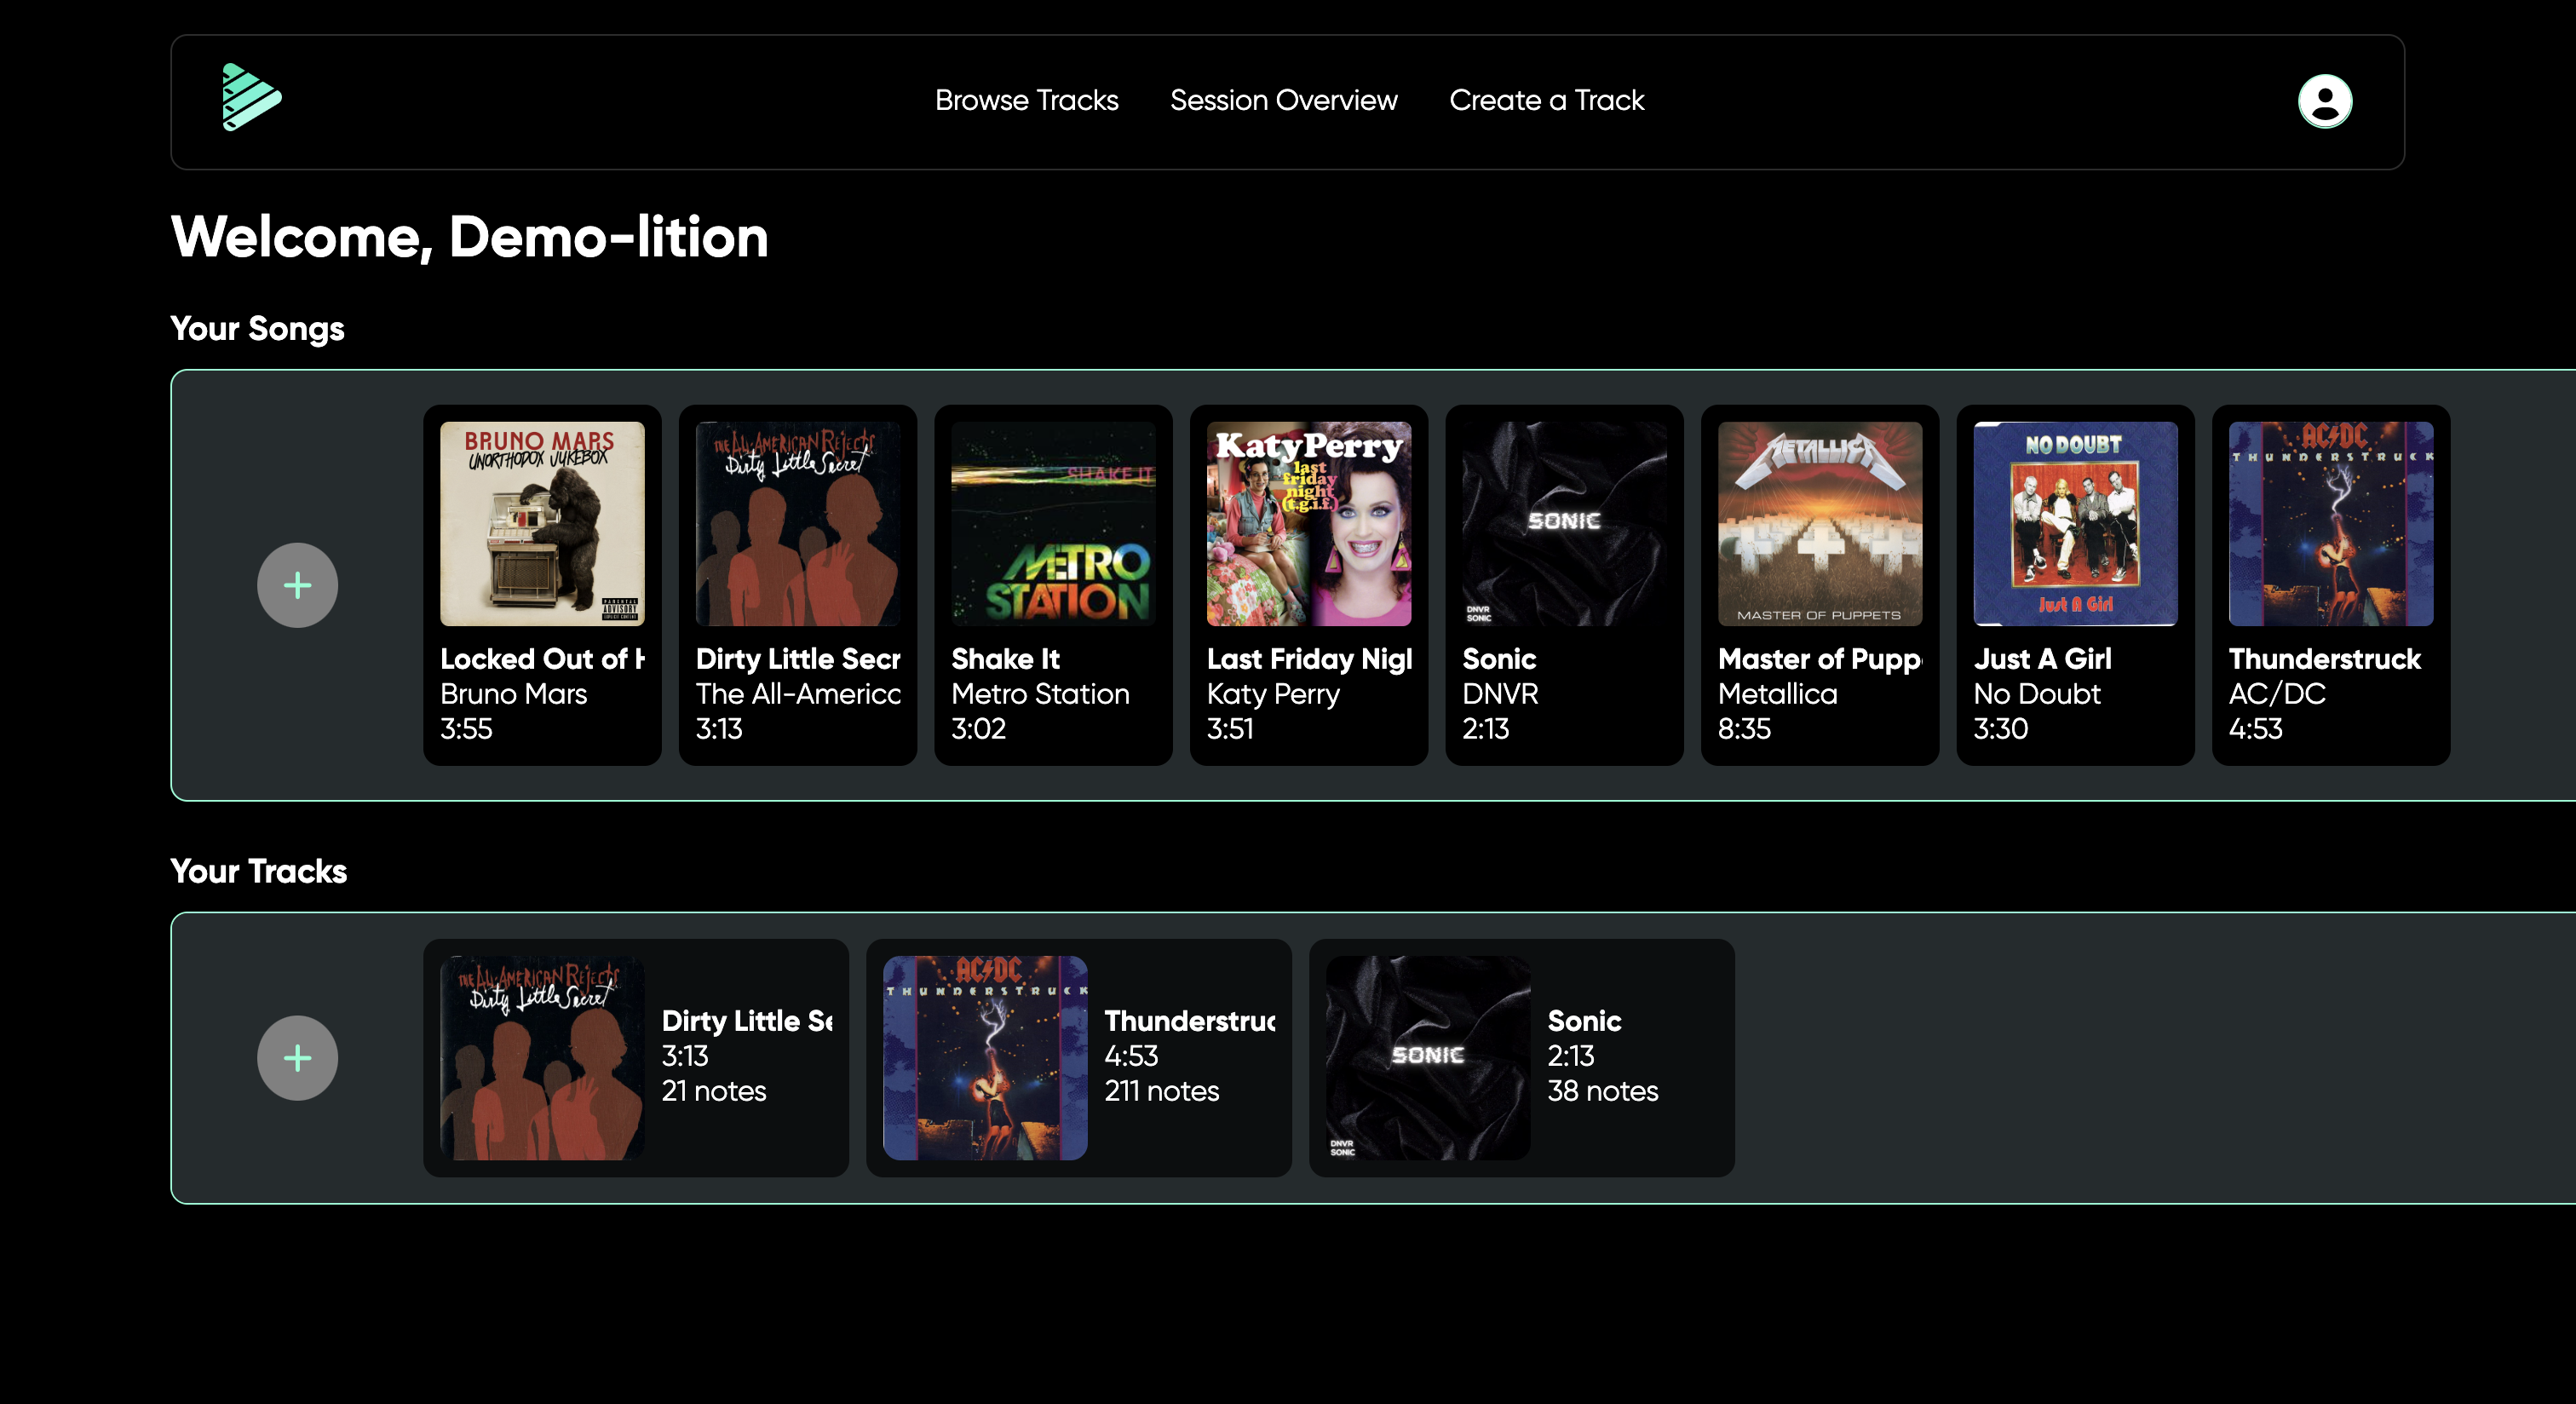 Browse Tracks Session Overview Create a Track
Welcome, Demo-lition
Your Songs
BRUNO MARS
UNORTHODOX JUKEBOX
PARENTAL
ADVISORY
EXPLICIT CONTENT
Locked Out of H
Bruno Mars
3:55
THE ALL-AMERICAN REJECTS
Dirty Little Secret
Dirty Little Secr
The All-America
3:13
SHAKE IT
METRO
STATION
Shake It
Metro Station
3:02
KatyPerry
last
friday
night
(t.g.i.f.)
Last Friday Nigh
Katy Perry
3:51
SONIC
DNVR
SONIC
Sonic
DNVR
2:13
METALLICA
MASTER OF PUPPETS
Master of Pupp
Metallica
8:35
NO DOUBT
Just A Girl
Just A Girl
No Doubt
3:30
AC/DC
THUNDERSTRUCK
Thunderstruck
AC/DC
4:53
Your Tracks
THE ALL-AMERICAN REJECTS
Dirty Little Secret
Dirty Little Se
3:13
21 notes
AC/DC
THUNDERSTRUCK
Thunderstruc
4:53
211 notes
SONIC
DNVR
SONIC
Sonic
2:13
38 notes